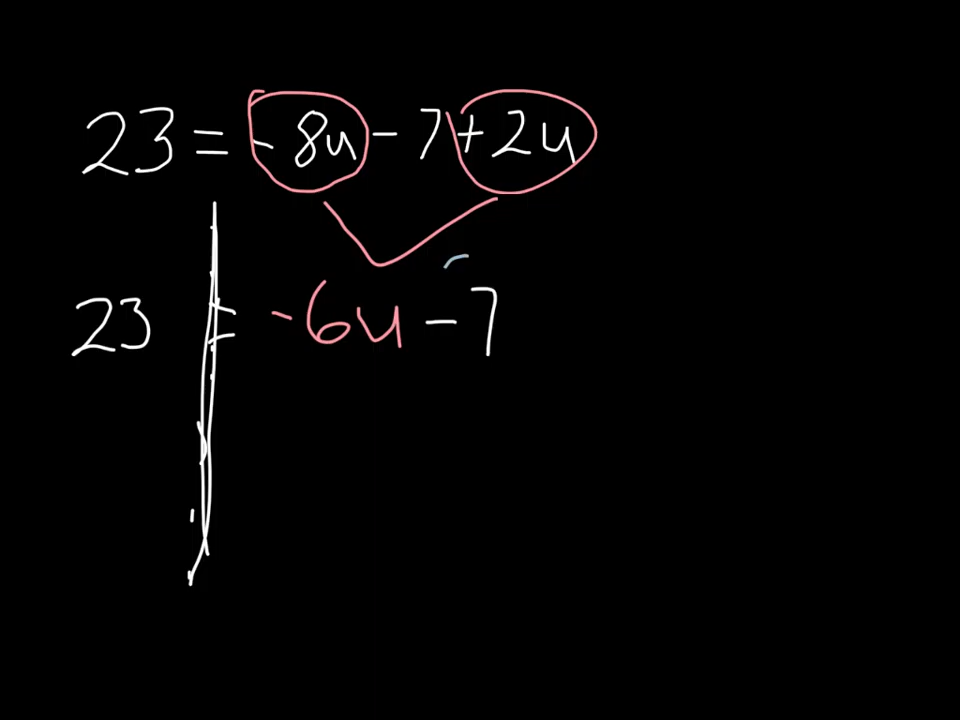 23 = -8u - 7 + 2u
23 = -6u - 7